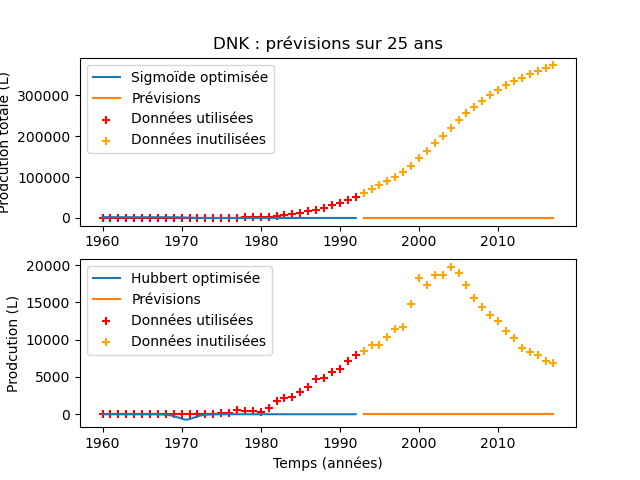 DNK : prévisions sur 25 ans
Prodcution totale (L)
300000
200000
100000
0
Sigmoïde optimisée
Prévisions
Données utilisées
Données inutilisées
1960 1970 1980 1990 2000 2010
Prodcution (L)
20000
15000
10000
5000
0
Hubbert optimisée
Prévisions
Données utilisées
Données inutilisées
1960 1970 1980 1990 2000 2010
Temps (années)